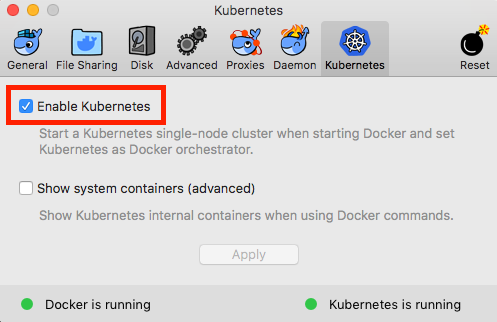 Kubernetes
General File Sharing Disk Advanced Proxies Daemon Kubernetes Reset
Enable Kubernetes
Start a Kubernetes single-node cluster when starting Docker and set
Kubernetes as Docker orchestrator.
Show system containers (advanced)
Show Kubernetes internal containers when using Docker commands.
Apply
Docker is running Kubernetes is running